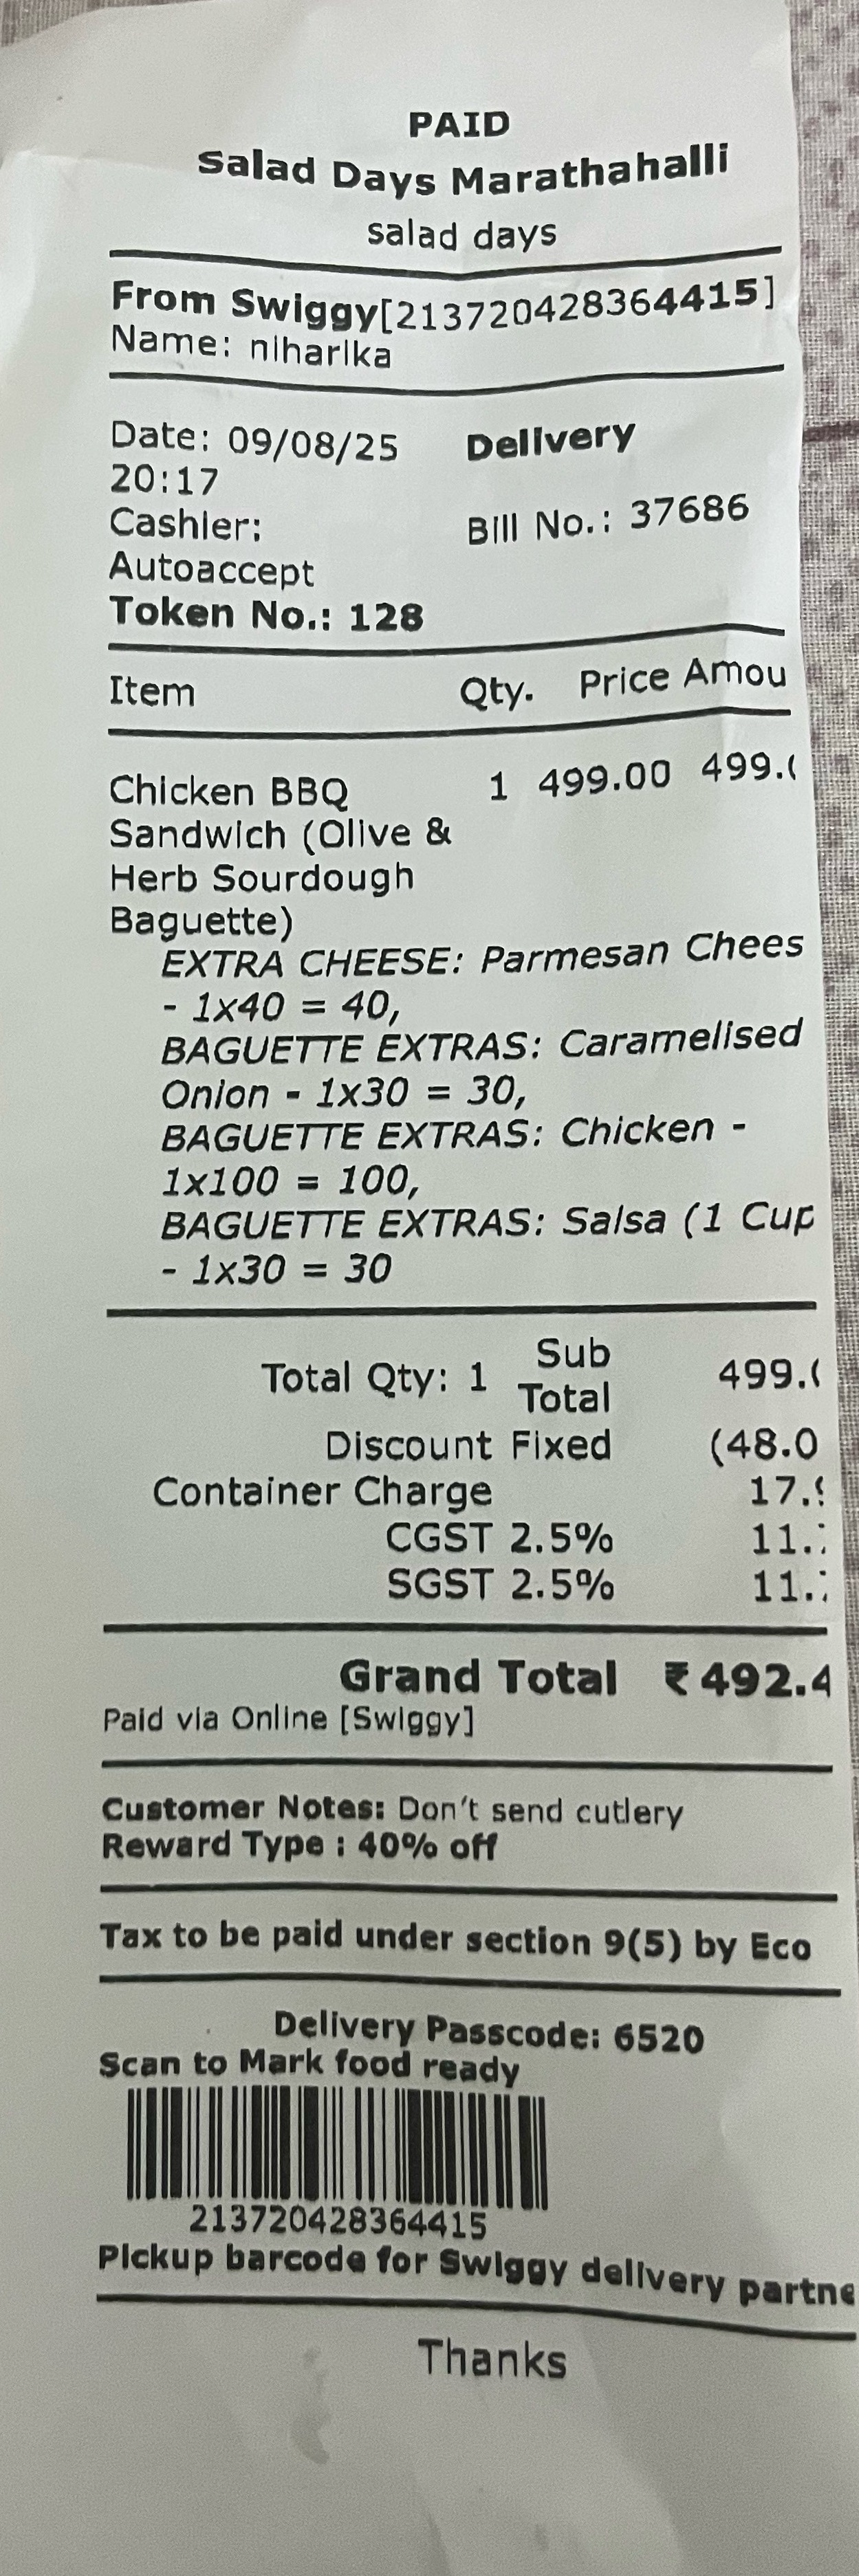 PAID
Salad Days Marathahalli
salad days
From Swiggy[213720428364415]
Name: niharika
Date: 09/08/25 Delivery
20:17
Cashier: Bill No.: 37686
Autoaccept
Token No.: 128
Item Qty. Price Amou
Chicken BBQ 1 499.00 499.
Sandwich (Olive &
Herb Sourdough
Baguette)
EXTRA CHEESE: Parmesan Chees
- 1x40 = 40,
BAGUETTE EXTRAS: Caramelised
Onion - 1x30 = 30,
BAGUETTE EXTRAS: Chicken -
1x100 = 100,
BAGUETTE EXTRAS: Salsa (1 Cup
- 1x30 = 30
Total Qty: 1 Sub Total 499.
Discount Fixed (48.0
Container Charge 17.
CGST 2.5% 11.
SGST 2.5% 11.
Grand Total ₹ 492.4
Paid via Online [Swiggy]
Customer Notes: Don't send cutlery
Reward Type : 40% off
Tax to be paid under section 9(5) by Eco
Delivery Passcode: 6520
Scan to Mark food ready
213720428364415
Pickup barcode for Swiggy delivery partne
Thanks